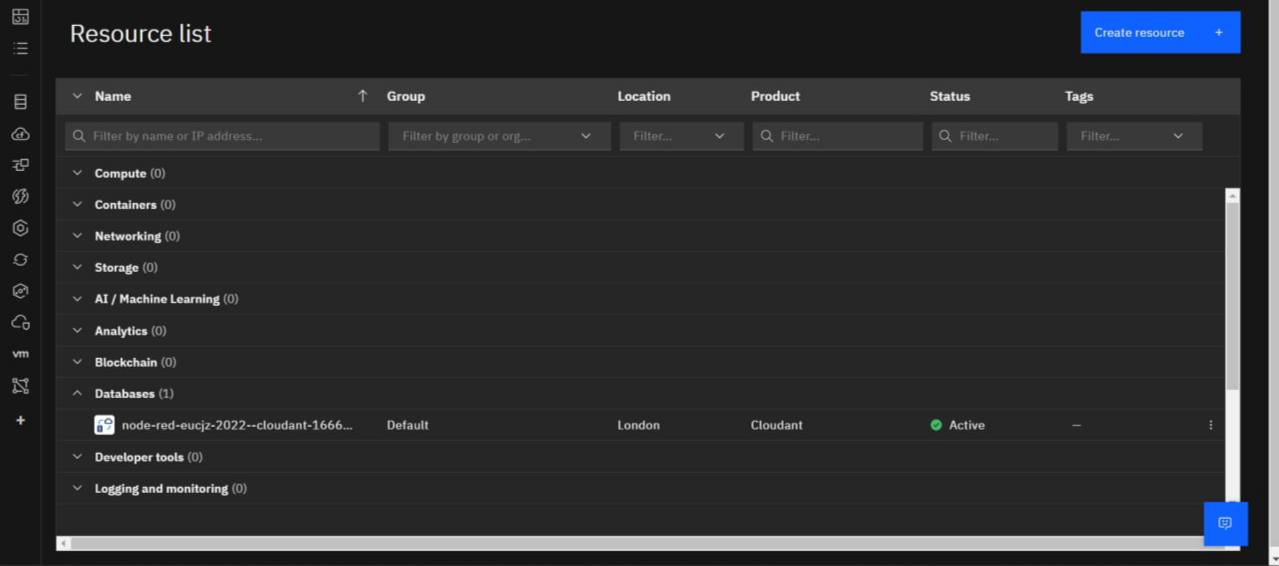 Resource list
Create resource +
Name Group Location Product Status Tags
Filter by name or IP address... Filter by group or org... Filter... Filter... Filter... Filter...
Compute (0)
Containers (0)
Networking (0)
Storage (0)
AI / Machine Learning (0)
Analytics (0)
Blockchain (0)
Databases (1)
node-red-eucjz-2022--cloudant-1666... Default London Cloudant Active –
Developer tools (0)
Logging and monitoring (0)
vm